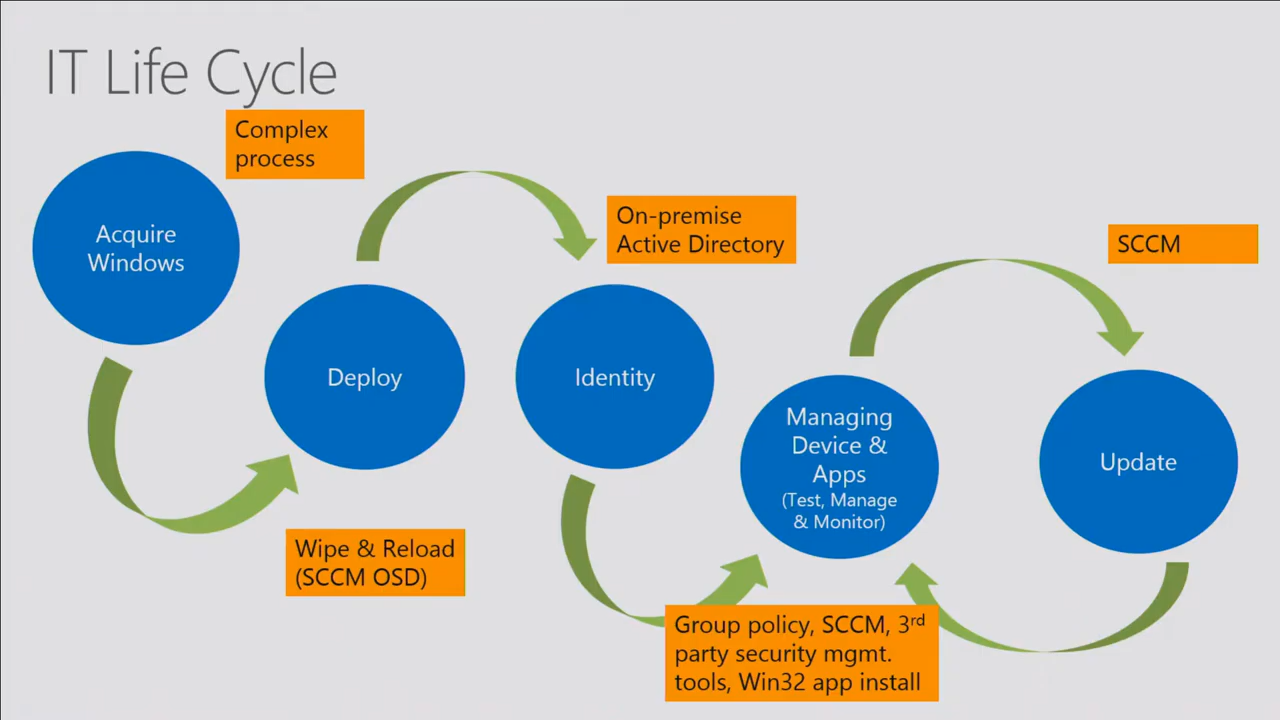 IT Life Cycle
Complex
process
Acquire
Windows
On-premise
Active Directory
SCCM
Deploy
Identity
Managing
Device &
Apps
(Test, Manage
& Monitor)
Update
Wipe & Reload
(SCCM OSD)
Group policy, SCCM, 3rd
party security mgmt.
tools, Win32 app install